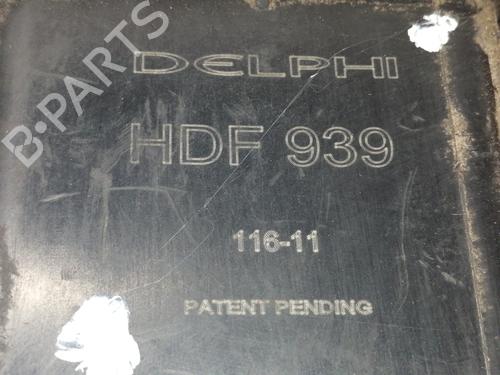 DELPHI
HDF 939
116-11
PATENT PENDING
B-PARTS